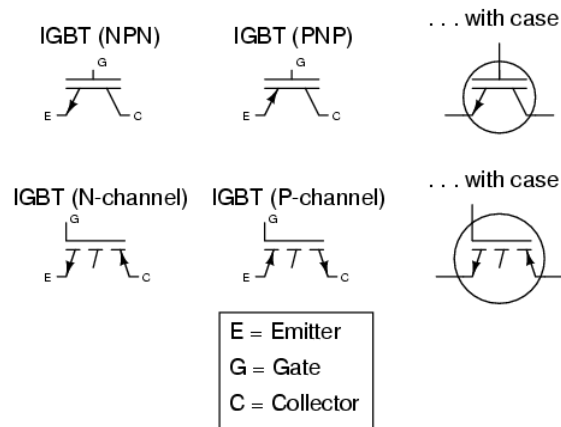 IGBT (NPN) IGBT (PNP) . . . with case
G G
E C E C
IGBT (N-channel) IGBT (P-channel) . . . with case
G G
E C E C
E = Emitter
G = Gate
C = Collector